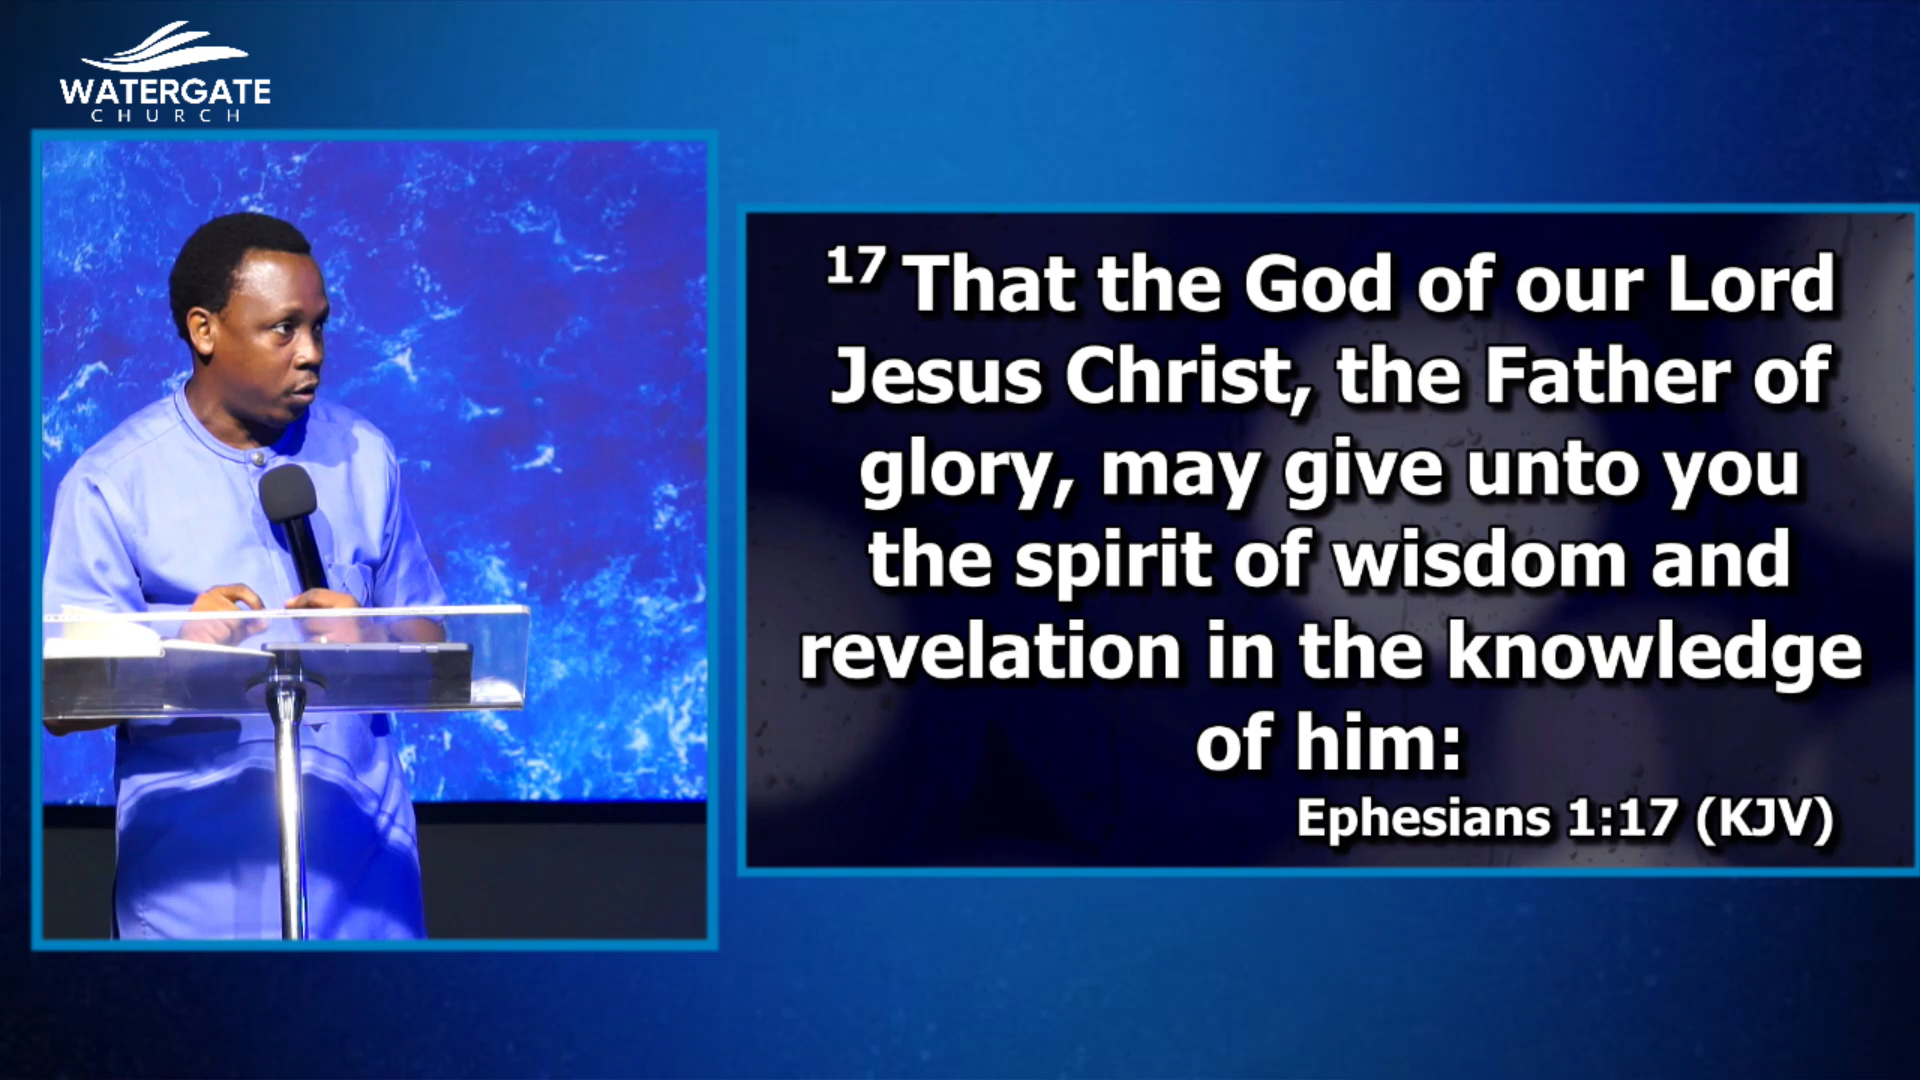 WATERGATE
CHURCH
17 That the God of our Lord
Jesus Christ, the Father of
glory, may give unto you
the spirit of wisdom and
revelation in the knowledge
of him:
Ephesians 1:17 (KJV)